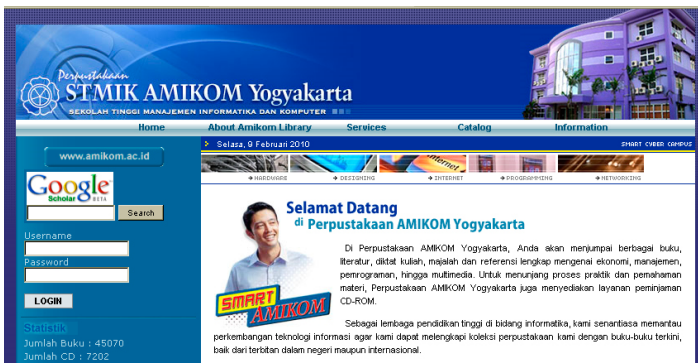 Perpustakaan
STMIK AMIKOM Yogyakarta
SEKOLAH TINGGI MANAJEMEN INFORMATIKA DAN KOMPUTER
Home About Amikom Library Services Catalog Information
www.amikom.ac.id
Google
Scholar BETA
Search
Username
Password
LOGIN
Statistik
Jumlah Buku : 45070
Jumlah CD : 7202
Selasa, 9 Februari 2010 SMART CYBER CAMPUS
Internet
HARDWARE DESIGNING INTERNET PROGRAMMING NETWORKING
Selamat Datang
di Perpustakaan AMIKOM Yogyakarta
SMART
AMIKOM
Di Perpustakaan AMIKOM Yogyakarta, Anda akan menjumpai berbagai buku,
literatur, diktat kuliah, majalah dan referensi lengkap mengenai ekonomi, manajemen,
pemrograman, hingga multimedia. Untuk menunjang proses praktik dan pemahaman
materi, Perpustakaan AMIKOM Yogyakarta juga menyediakan layanan peminjaman
CD-ROM.
Sebagai lembaga pendidikan tinggi di bidang informatika, kami senantiasa memantau
perkembangan teknologi informasi agar kami dapat melengkapi koleksi perpustakaan kami dengan buku-buku terkini,
baik dari terbitan dalam negeri maupun internasional.